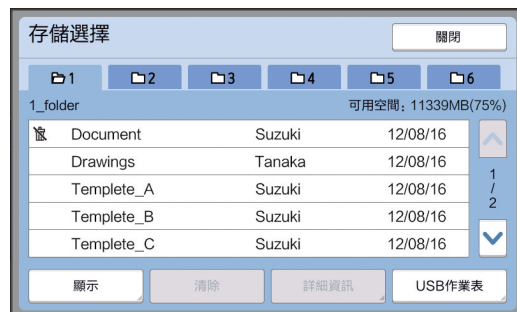 存儲選擇 關閉
1 2 3 4 5 6
1_folder 可用空間：11339MB(75%)
Document Suzuki 12/08/16
Drawings Tanaka 12/08/16
Templete_A Suzuki 12/08/16
Templete_B Suzuki 12/08/16
Templete_C Suzuki 12/08/16
1
/
2
顯示 清除 詳細資訊 USB作業表